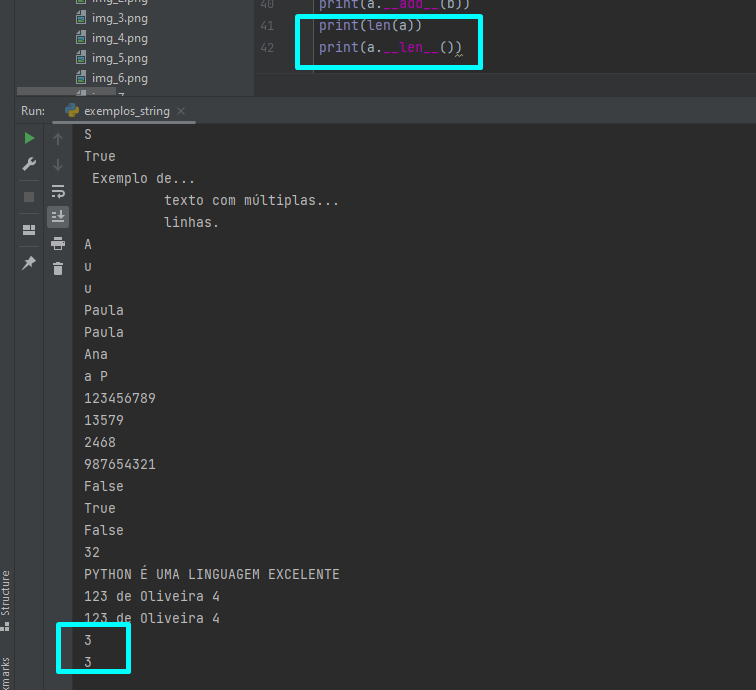 img_3.png
img_4.png
img_5.png
img_6.png
40 print(a.__add__(b))
41 print(len(a))
42 print(a.__len__())
Run: exemplos_string
S
True
Exemplo de...
texto com múltiplas...
linhas.
A
u
u
Paula
Paula
Ana
a P
123456789
13579
2468
987654321
False
True
False
32
PYTHON É UMA LINGUAGEM EXCELENTE
123 de Oliveira 4
123 de Oliveira 4
3
3
Structure